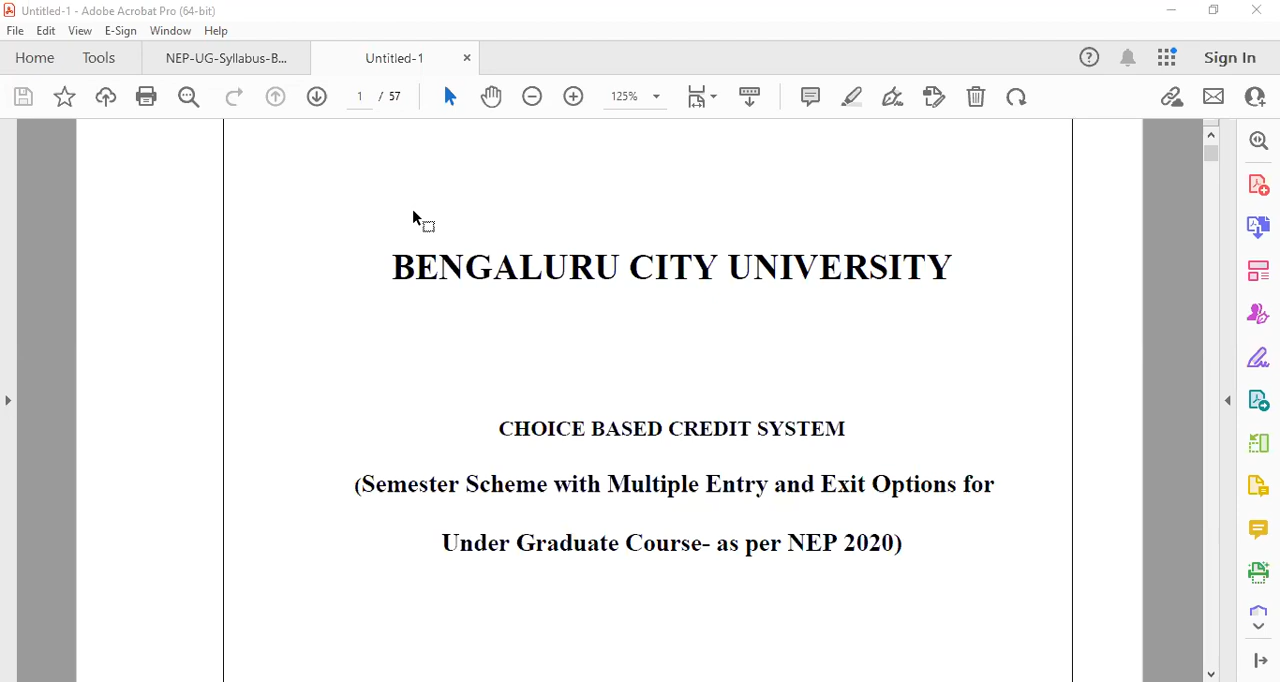 Untitled-1 - Adobe Acrobat Pro (64-bit)
File Edit View E-Sign Window Help
Home Tools NEP-UG-Syllabus-B... Untitled-1 × Sign In
1 / 57 125%
BENGALURU CITY UNIVERSITY
CHOICE BASED CREDIT SYSTEM
(Semester Scheme with Multiple Entry and Exit Options for
Under Graduate Course- as per NEP 2020)